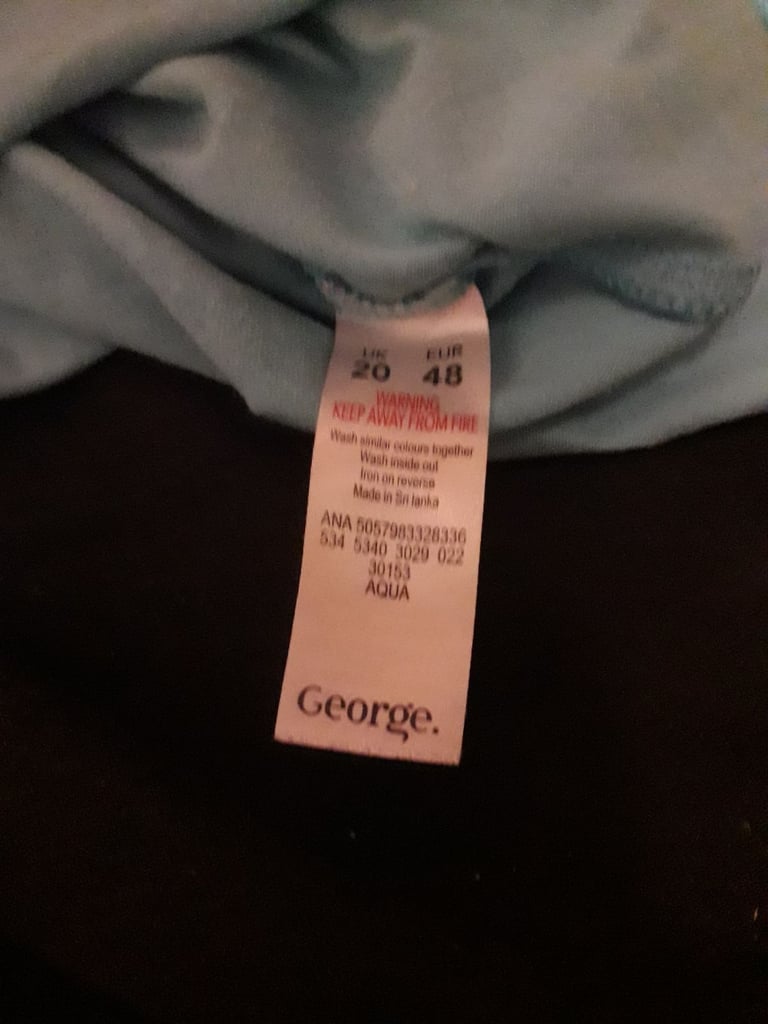 UK EUR
20 48
WARNING
KEEP AWAY FROM FIRE
Wash similar colours together
Wash inside out
Iron on reverse
Made in Sri lanka
ANA 5057983328336
534 5340 3029 022
30153
AQUA
George.